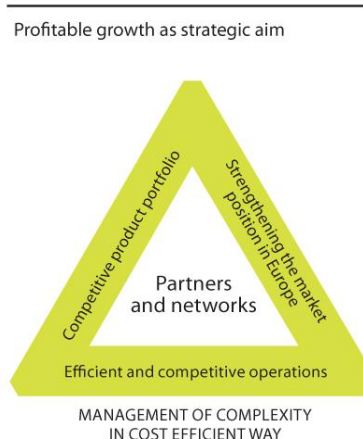 Profitable growth as strategic aim
Competitive product portfolio
Strengthening the market
position in Europe
Partners
and networks
Efficient and competitive operations
MANAGEMENT OF COMPLEXITY
IN COST EFFICIENT WAY